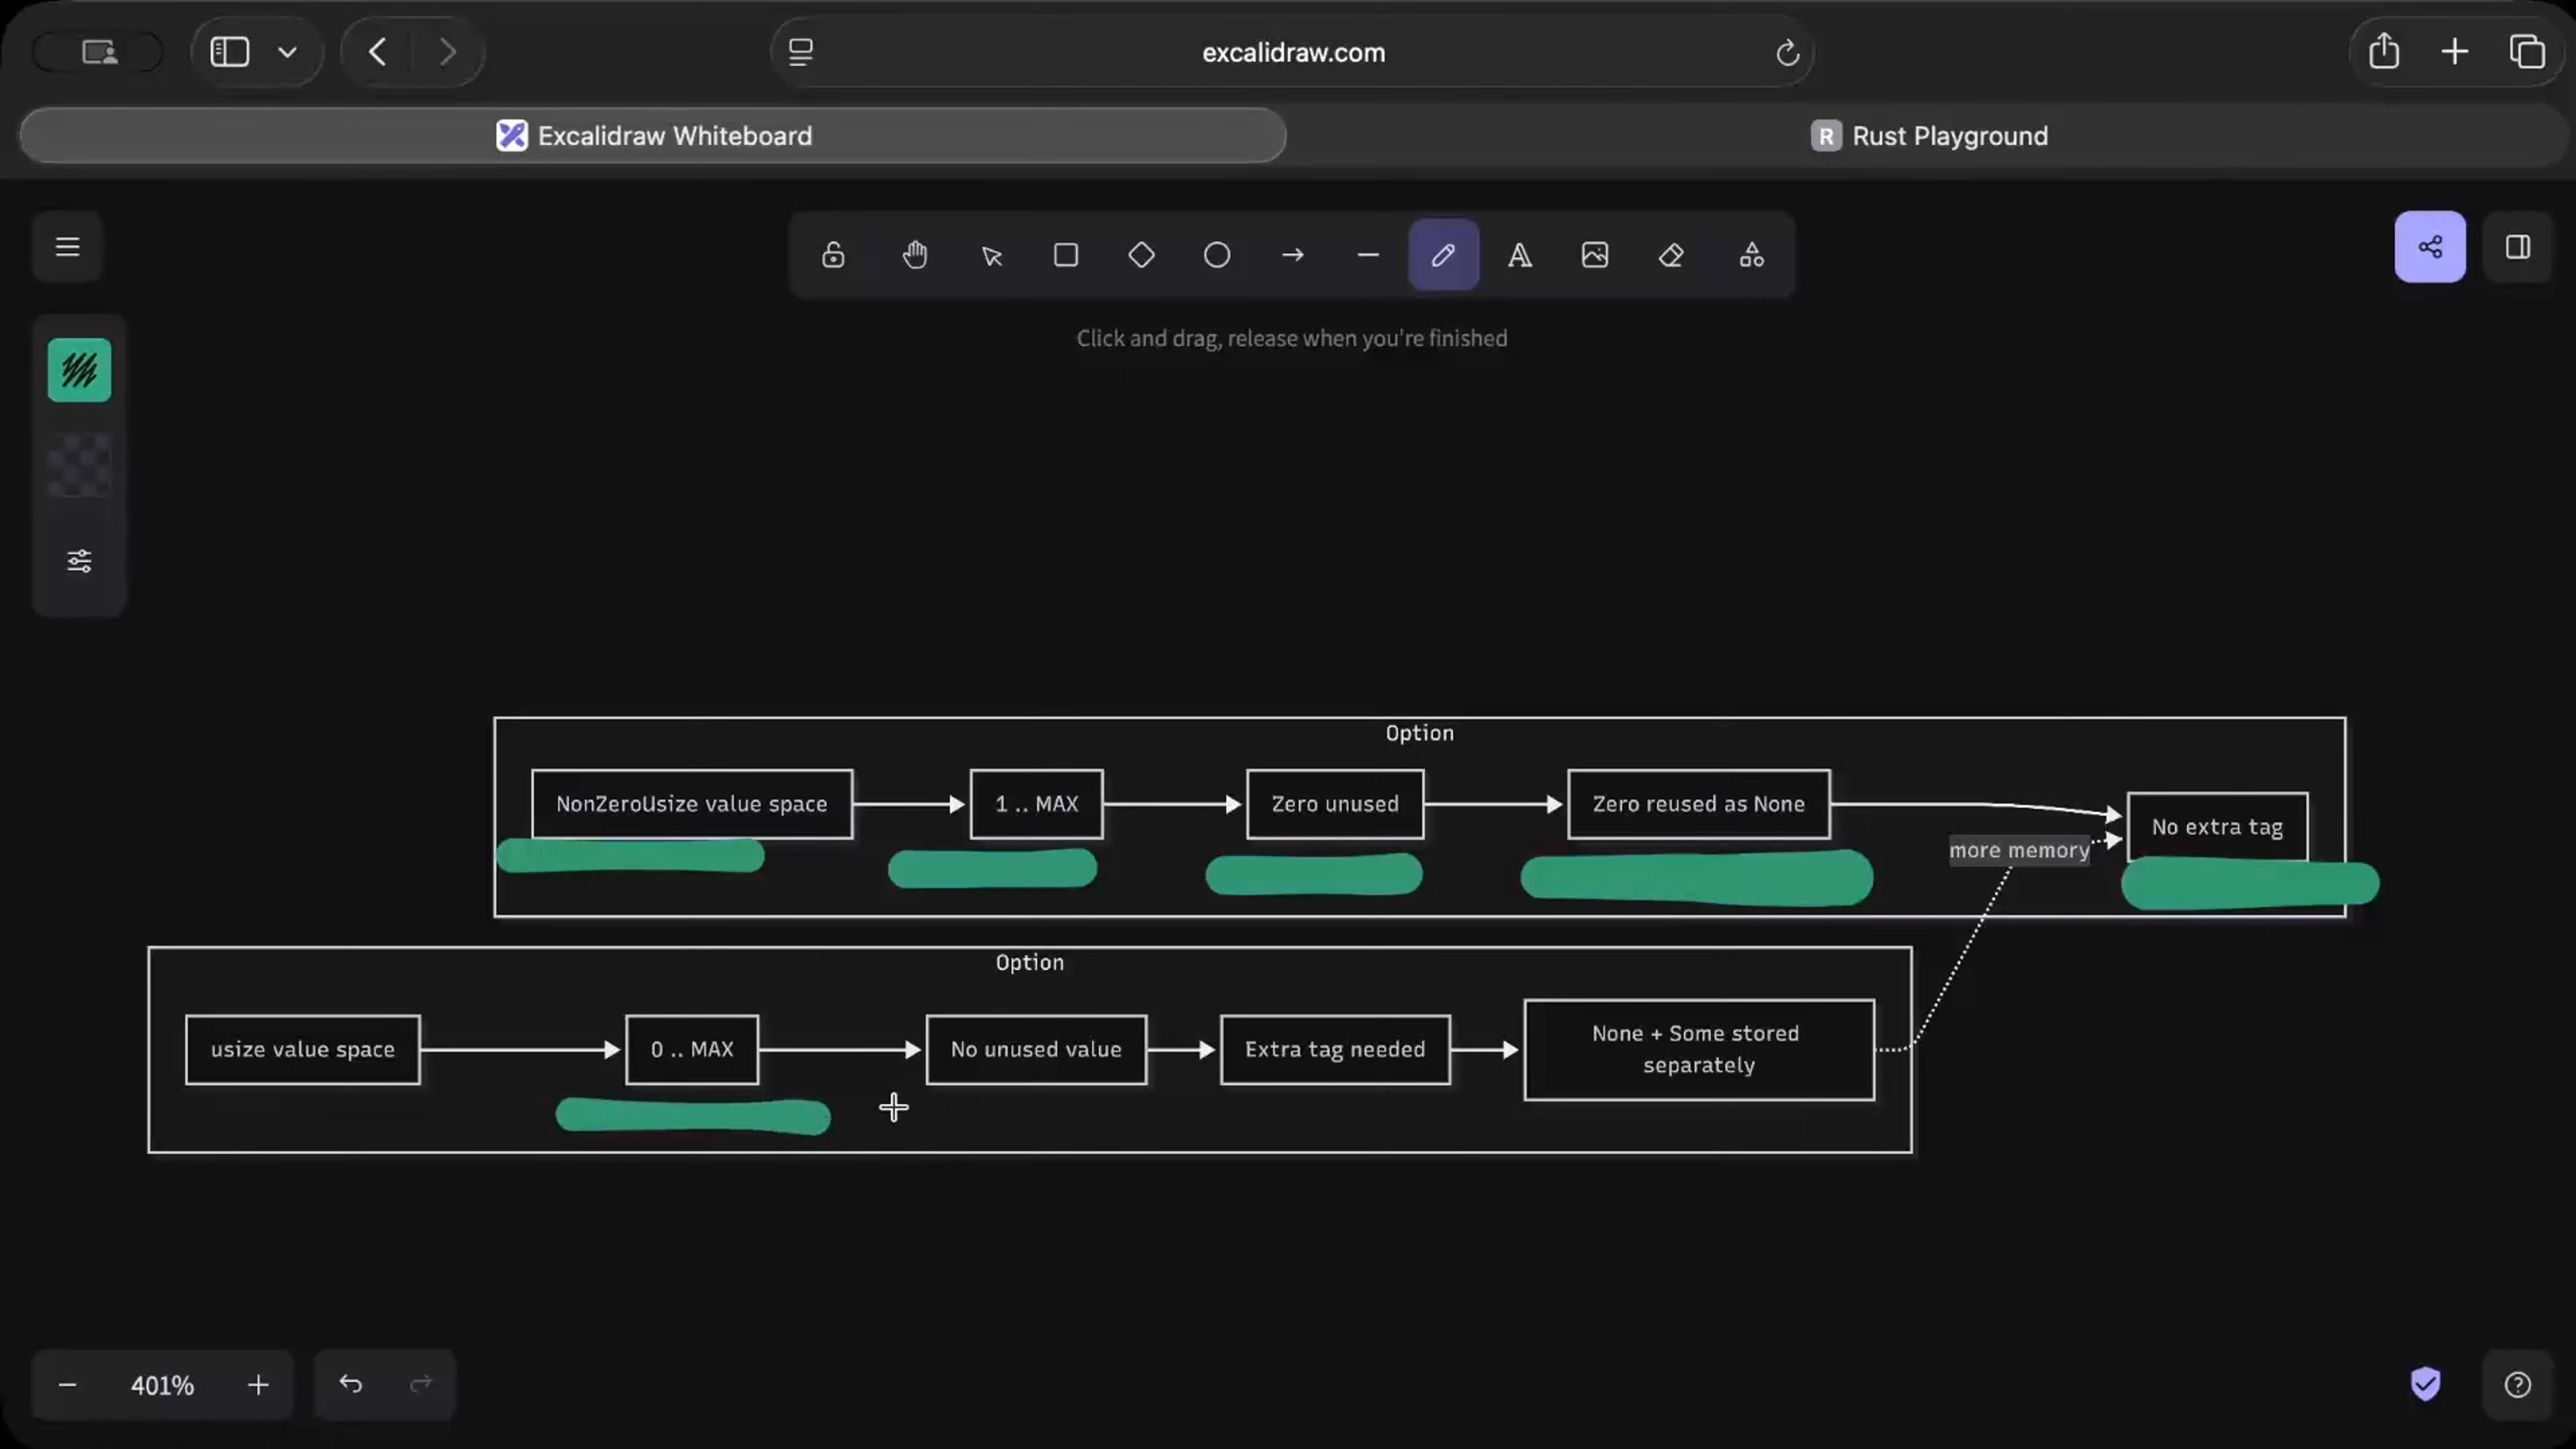 excalidraw.com
Excalidraw Whiteboard
R Rust Playground
Click and drag, release when you're finished
Option
NonZeroUsize value space
1 .. MAX
Zero unused
Zero reused as None
No extra tag
more memory
Option
usize value space
0 .. MAX
No unused value
Extra tag needed
None + Some stored
separately
401%